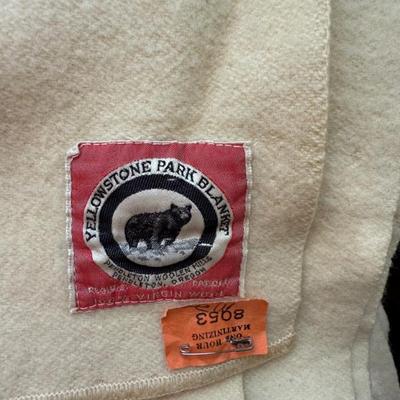 YELLOWSTONE PARK BLANKET
PENDLETON WOOLEN MILLS
PENDLETON, OREGON
VIRGIN WOOL
8953
ONE HOUR
MARTINIZING